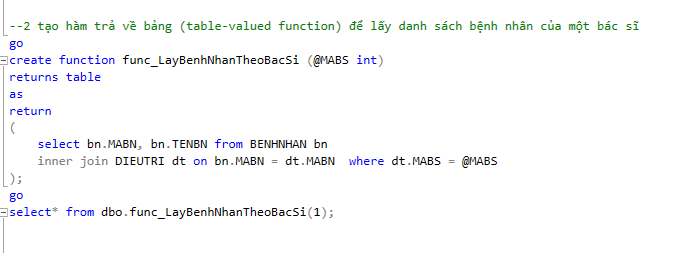 --2 tạo hàm trả về bảng (table-valued function) để lấy danh sách bệnh nhân của một bác sĩ
go
create function func_LayBenhNhanTheoBacSi (@MABS int)
returns table
as
return
(
    select bn.MABN, bn.TENBN from BENHNHAN bn
    inner join DIEUTRI dt on bn.MABN = dt.MABN  where dt.MABS = @MABS
);
go
select* from dbo.func_LayBenhNhanTheoBacSi(1);